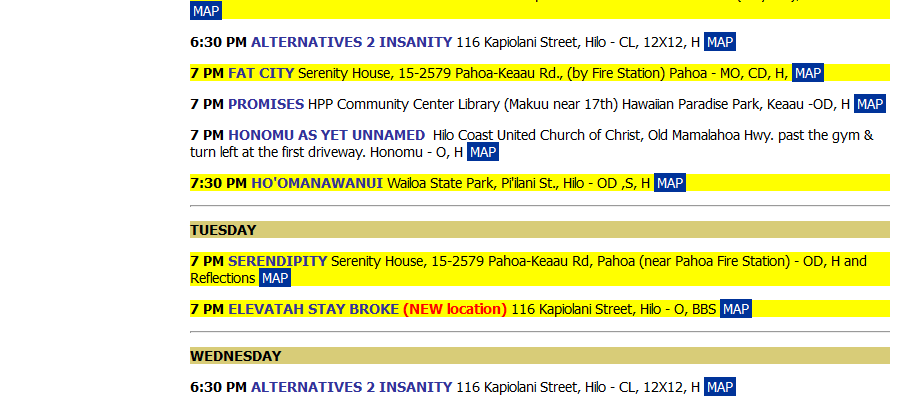 MAP
6:30 PM ALTERNATIVES 2 INSANITY 116 Kapiolani Street, Hilo - CL, 12X12, H MAP
7 PM FAT CITY Serenity House, 15-2579 Pahoa-Keaau Rd., (by Fire Station) Pahoa - MO, CD, H, MAP
7 PM PROMISES HPP Community Center Library (Makuu near 17th) Hawaiian Paradise Park, Keaau -OD, H MAP
7 PM HONOMU AS YET UNNAMED Hilo Coast United Church of Christ, Old Mamalahoa Hwy. past the gym &
turn left at the first driveway. Honomu - O, H MAP
7:30 PM HO'OMANAWANUI Wailoa State Park, Pi'ilani St., Hilo - OD ,S, H MAP
TUESDAY
7 PM SERENDIPITY Serenity House, 15-2579 Pahoa-Keaau Rd, Pahoa (near Pahoa Fire Station) - OD, H and
Reflections MAP
7 PM ELEVATAH STAY BROKE (NEW location) 116 Kapiolani Street, Hilo - O, BBS MAP
WEDNESDAY
6:30 PM ALTERNATIVES 2 INSANITY 116 Kapiolani Street, Hilo - CL, 12X12, H MAP